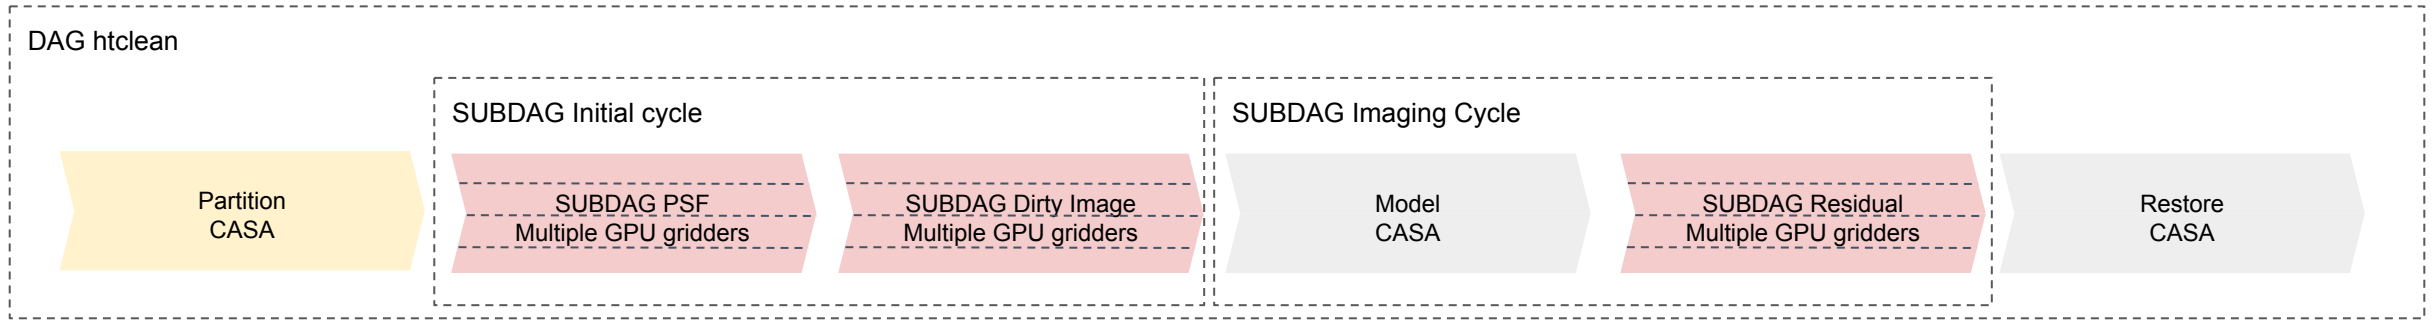 DAG htclean
SUBDAG Initial cycle
SUBDAG Imaging Cycle
Partition
CASA
SUBDAG PSF
Multiple GPU gridders
SUBDAG Dirty Image
Multiple GPU gridders
Model
CASA
SUBDAG Residual
Multiple GPU gridders
Restore
CASA